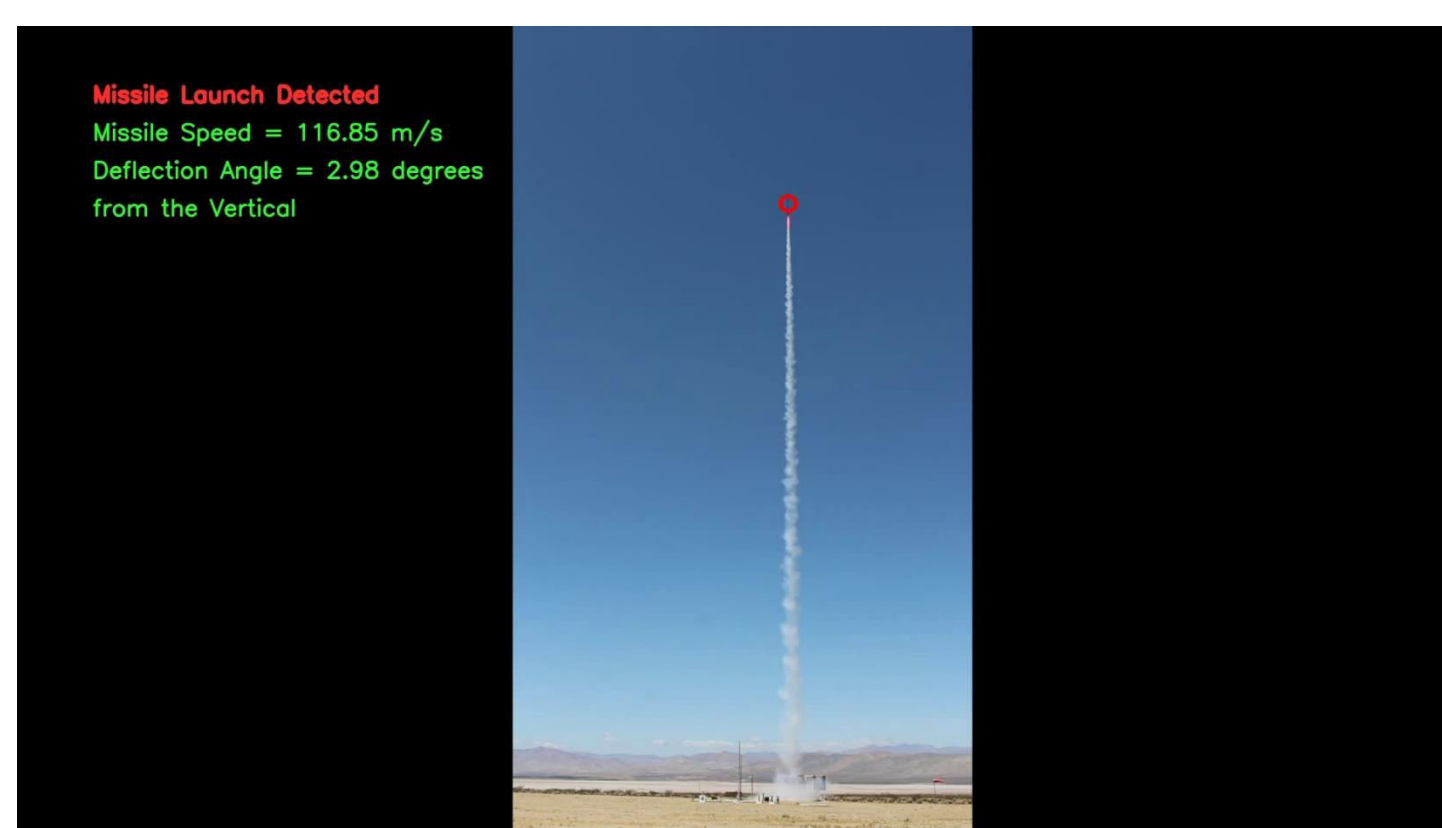 Missile Launch Detected
Missile Speed = 116.85 m/s
Deflection Angle = 2.98 degrees
from the Vertical